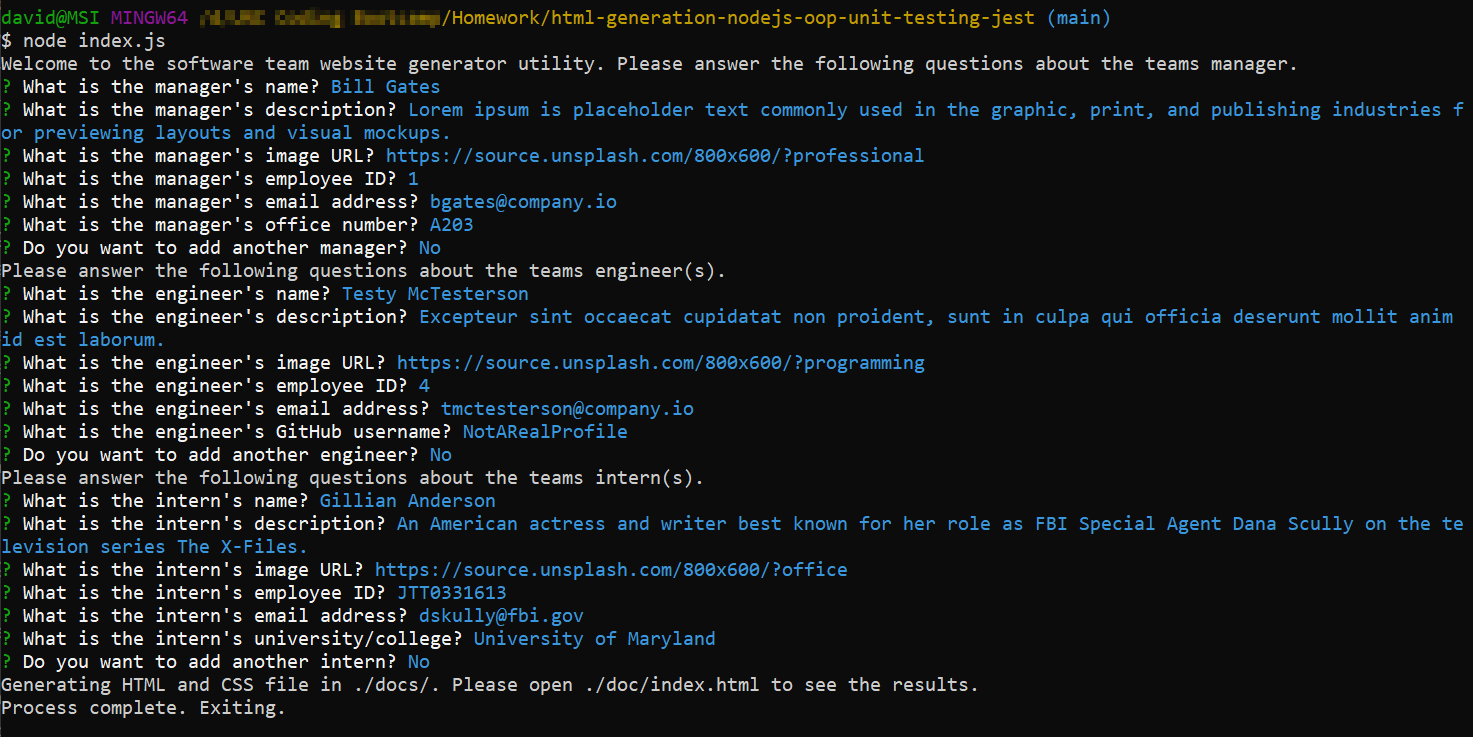 david@MSI MINGW64 /Homework/html-generation-nodejs-oop-unit-testing-jest (main)
$ node index.js
Welcome to the software team website generator utility. Please answer the following questions about the teams manager.
? What is the manager's name? Bill Gates
? What is the manager's description? Lorem ipsum is placeholder text commonly used in the graphic, print, and publishing industries f
or previewing layouts and visual mockups.
? What is the manager's image URL? https://source.unsplash.com/800x600/?professional
? What is the manager's employee ID? 1
? What is the manager's email address? bgates@company.io
? What is the manager's office number? A203
? Do you want to add another manager? No
Please answer the following questions about the teams engineer(s).
? What is the engineer's name? Testy McTesterson
? What is the engineer's description? Excepteur sint occaecat cupidatat non proident, sunt in culpa qui officia deserunt mollit anim
id est laborum.
? What is the engineer's image URL? https://source.unsplash.com/800x600/?programming
? What is the engineer's employee ID? 4
? What is the engineer's email address? tmctesterson@company.io
? What is the engineer's GitHub username? NotARealProfile
? Do you want to add another engineer? No
Please answer the following questions about the teams intern(s).
? What is the intern's name? Gillian Anderson
? What is the intern's description? An American actress and writer best known for her role as FBI Special Agent Dana Scully on the te
levision series The X-Files.
? What is the intern's image URL? https://source.unsplash.com/800x600/?office
? What is the intern's employee ID? JTT0331613
? What is the intern's email address? dskully@fbi.gov
? What is the intern's university/college? University of Maryland
? Do you want to add another intern? No
Generating HTML and CSS file in ./docs/. Please open ./doc/index.html to see the results.
Process complete. Exiting.